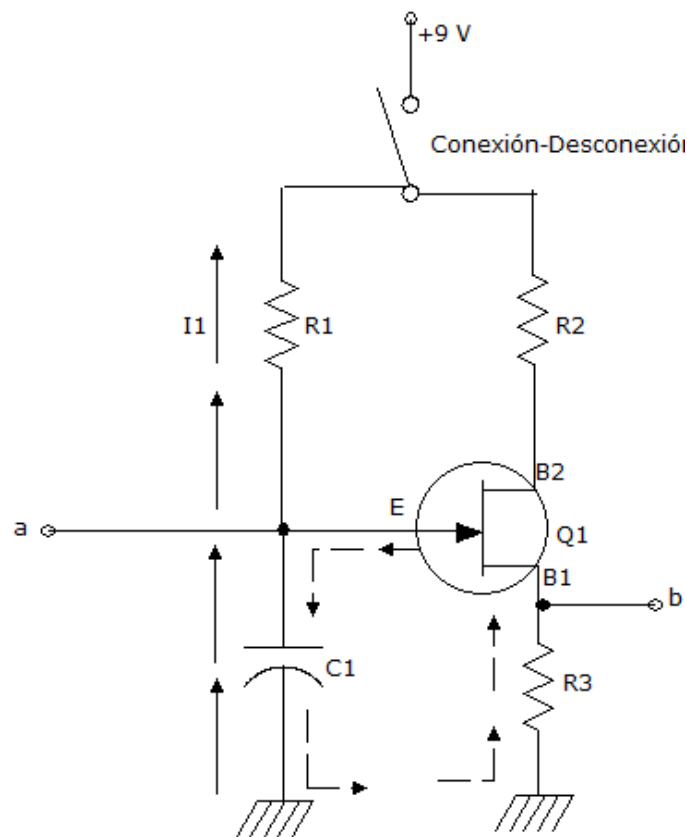 +9 V
Conexión-Desconexión
I1
R1
R2
B2
E
a
Q1
B1
b
C1
R3